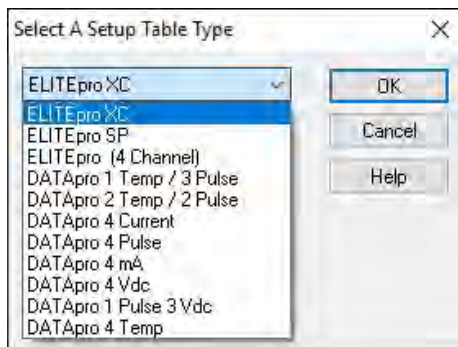 Select A Setup Table Type
ELITEpro XC
OK
ELITEpro XC
ELITEpro SP
Cancel
ELITEpro (4 Channel)
DATApro 1 Temp / 3 Pulse
Help
DATApro 2 Temp / 2 Pulse
DATApro 4 Current
DATApro 4 Pulse
DATApro 4 mA
DATApro 4 Vdc
DATApro 1 Pulse 3 Vdc
DATApro 4 Temp